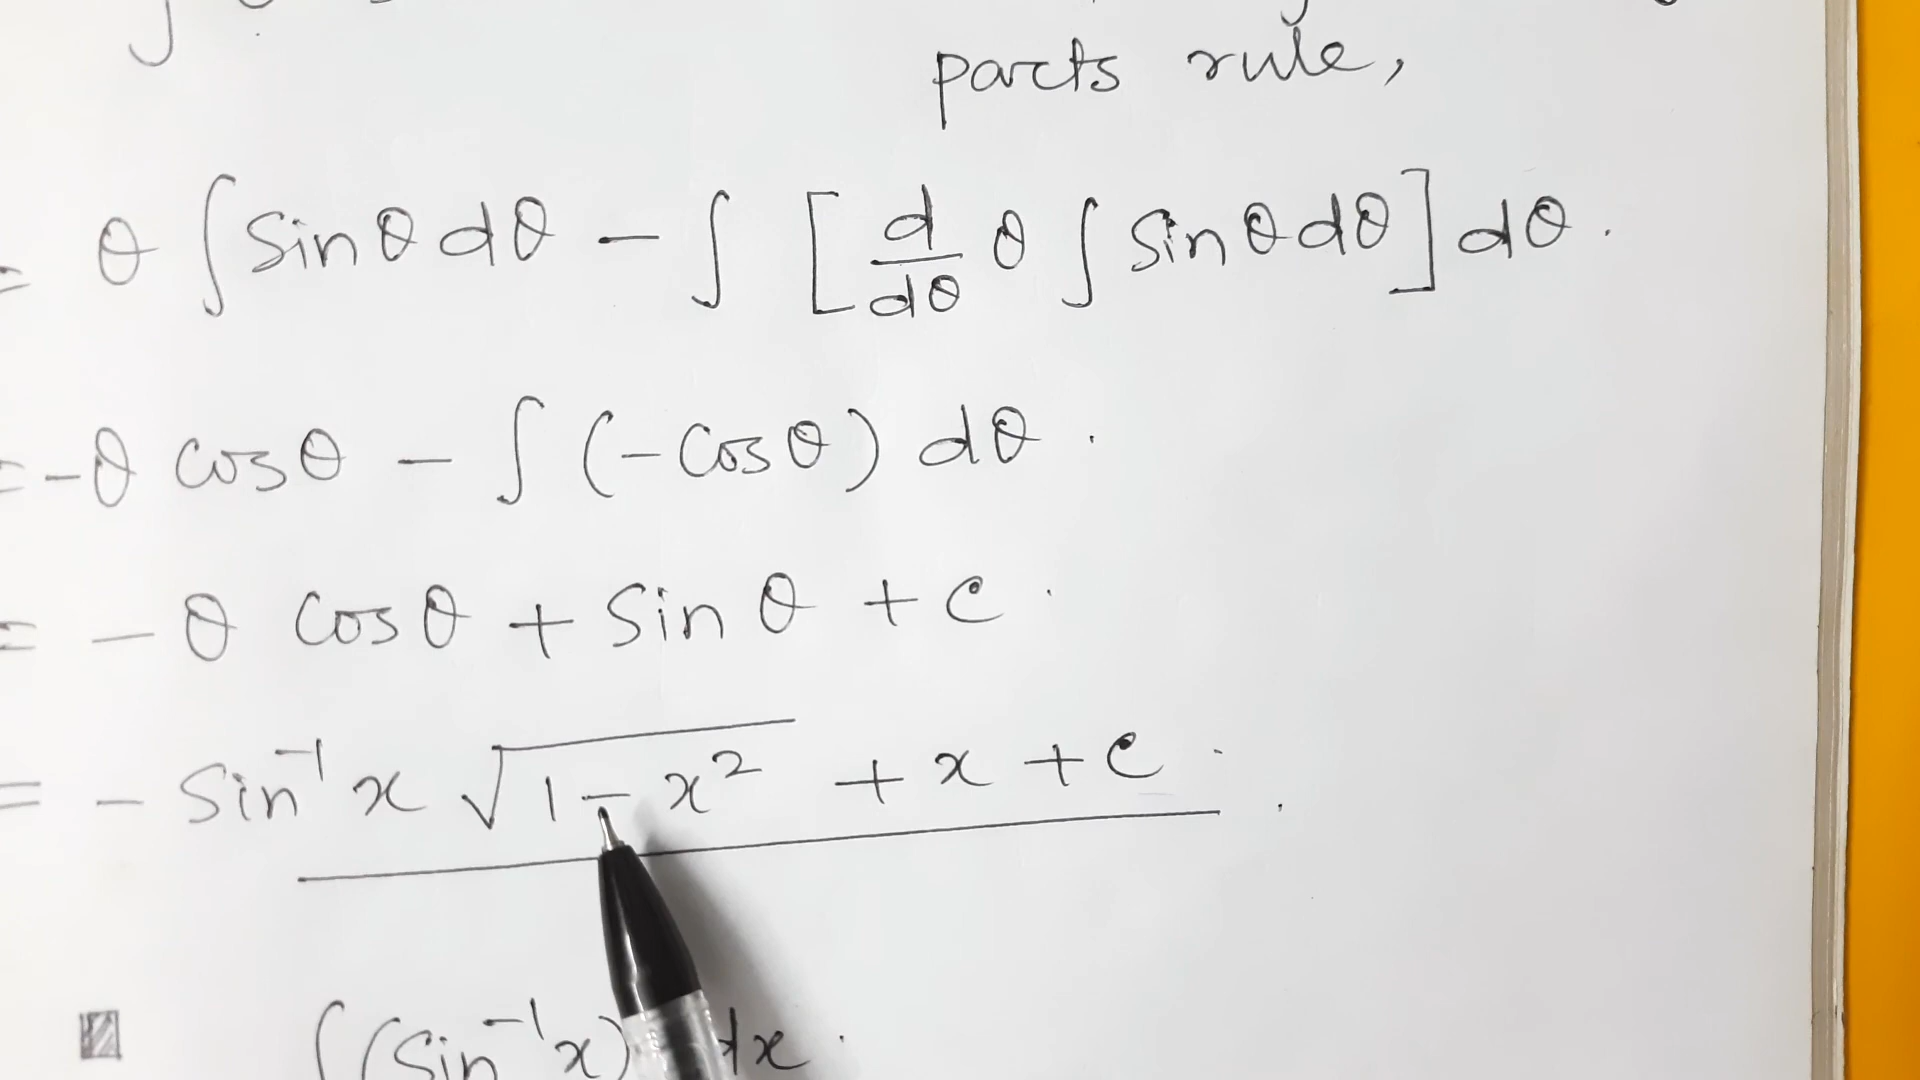 parts rule,
= θ ∫ sinθ dθ - ∫ [d/dθ θ ∫ sinθ dθ] dθ.
= -θ cosθ - ∫ (-cosθ) dθ.
= - θ cosθ + sinθ + c.
= - sin⁻¹x √(1-x²) + x + c.
∫(sin⁻¹x) dx.